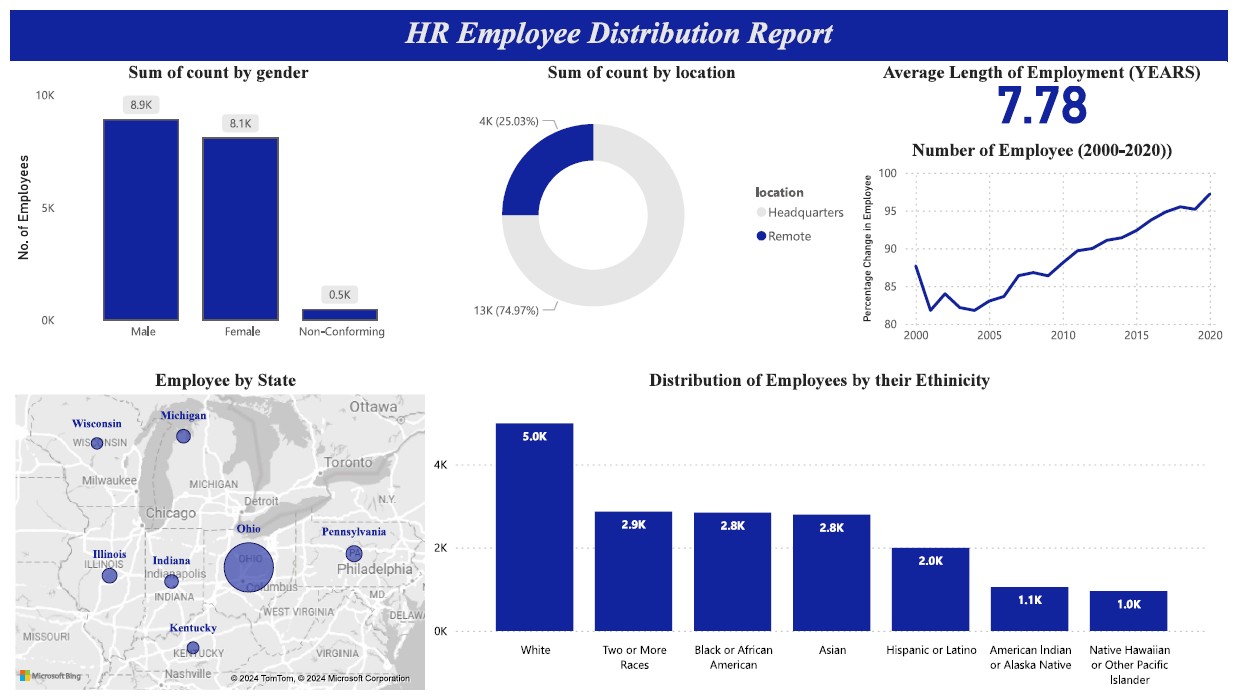 HR Employee Distribution Report
Sum of count by gender
No. of Employees
10K
5K
0K
8.9K
8.1K
0.5K
Male
Female
Non-Conforming
Sum of count by location
4K (25.03%)
13K (74.97%)
location
Headquarters
Remote
Average Length of Employment (YEARS)
7.78
Number of Employee (2000-2020))
Percentage Change in Employee
100
95
90
85
80
2000
2005
2010
2015
2020
Employee by State
Ottawa
Michigan
Wisconsin
WISCONSIN
Toronto
Milwaukee
MICHIGAN
N.Y.
Detroit
Chicago
Ohio
Pennsylvania
Illinois
Indiana
OHIO
PA
ILLINOIS
Indianapolis
Philadelphia
Columbus
INDIANA
MD
WEST VIRGINIA
DELAW
Kentucky
MISSOURI
KENTUCKY
VIRGINIA
Nashville
Microsoft Bing
© 2024 TomTom, © 2024 Microsoft Corporation
Distribution of Employees by their Ethinicity
4K
2K
0K
5.0K
2.9K
2.8K
2.8K
2.0K
1.1K
1.0K
White
Two or More
Races
Black or African
American
Asian
Hispanic or Latino
American Indian
or Alaska Native
Native Hawaiian
or Other Pacific
Islander